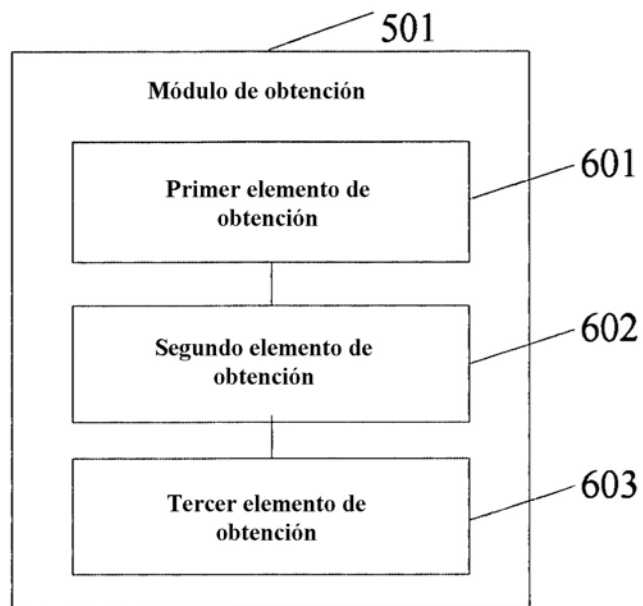 501
Módulo de obtención
Primer elemento de
obtención
601
Segundo elemento de
obtención
602
Tercer elemento de
obtención
603